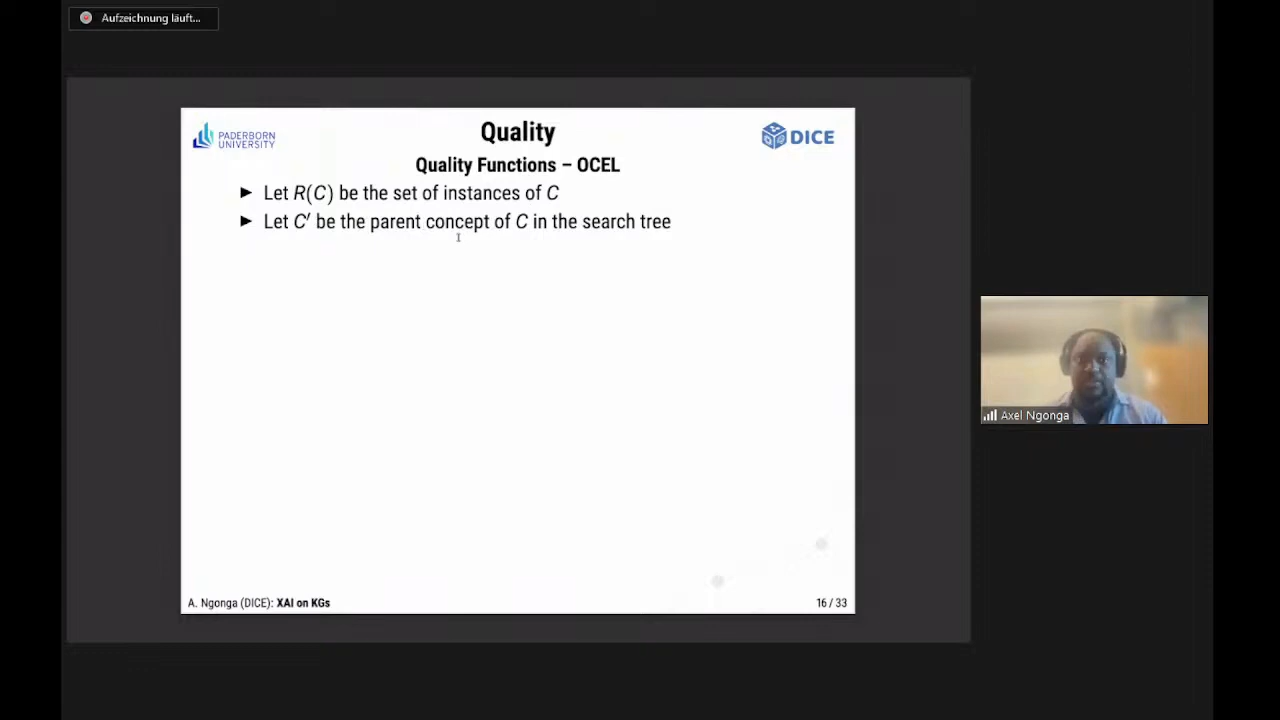 Aufzeichnung läuft...
PADERBORN
UNIVERSITY
Quality
DICE
Quality Functions – OCEL
► Let R(C) be the set of instances of C
► Let C′ be the parent concept of C in the search tree
Axel Ngonga
A. Ngonga (DICE): XAI on KGs
16 / 33